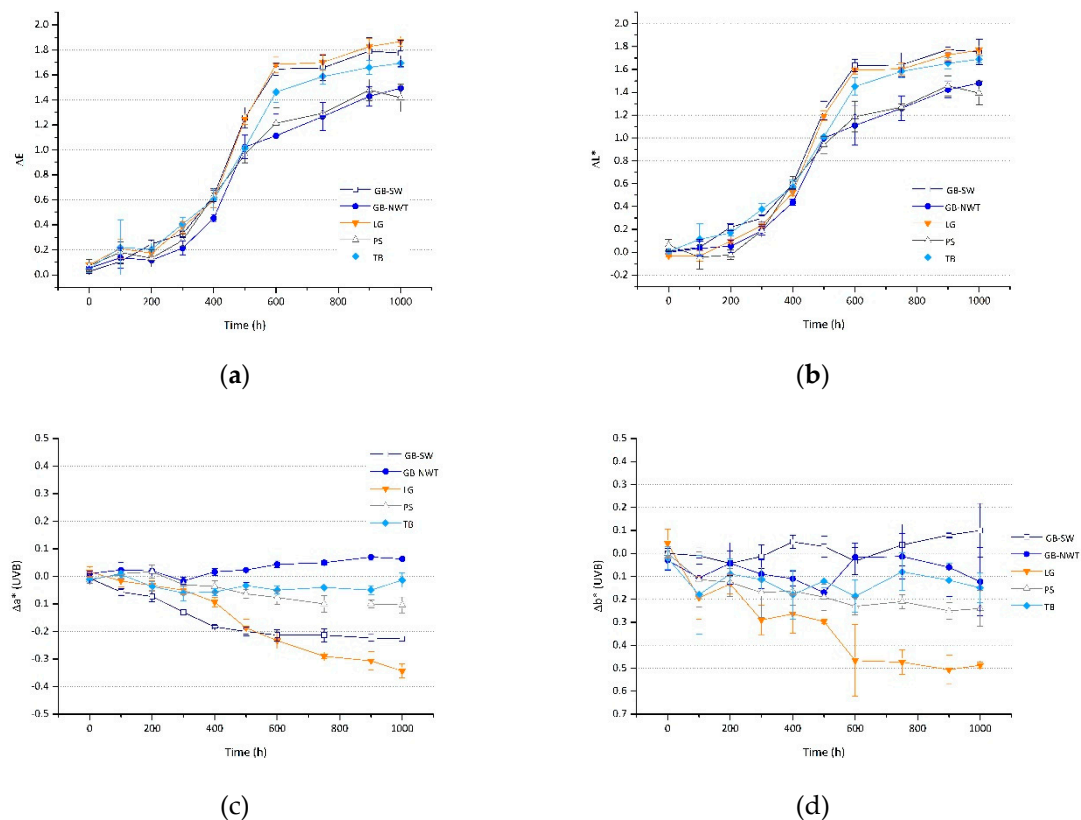 2.0
1.8
1.6
1.4
1.2
1.0
0.8
0.6
0.4
0.2
0.0
ΔE
GB-SW
GB-NWT
LG
PS
TB
0 200 400 600 800 1000
Time (h)
(a)
2.0
1.8
1.6
1.4
1.2
1.0
0.8
0.6
0.4
0.2
0.0
-0.2
ΔL*
GB-SW
GB-NWT
LG
PS
TB
0 200 400 600 800 1000
Time (h)
(b)
0.5
0.4
0.3
0.2
0.1
0.0
-0.1
-0.2
-0.3
0.4
-0.5
Δa* (UVB)
GB-SW
GB NWT
LG
PS
TB
0 200 400 600 800 1000
Time (h)
(c)
0.5
0.4
0.3
0.2
0.1
0.0
0.1
0.2
0.3
0.4
0.5
0.6
0.7
Δb* (UVB)
GB-SW
GB-NWT
LG
PS
TB
0 200 400 600 800 1000
Time (h)
(d)